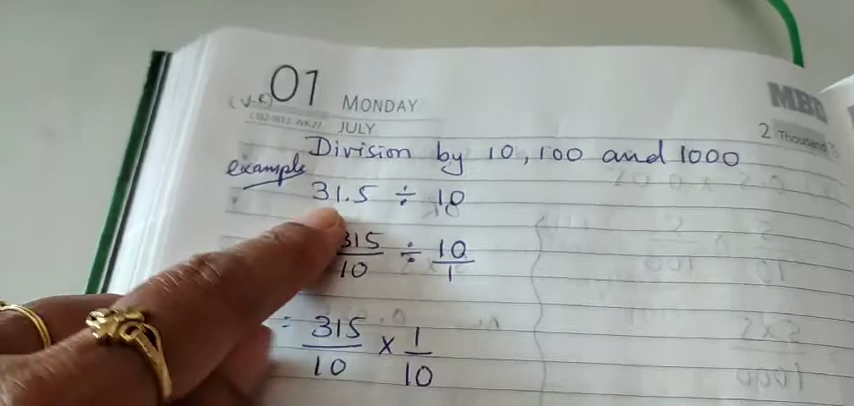 01
MONDAY
JULY
2 Thousand
Division by 10, 100 and 1000
example
31.5 ÷ 10
315/10 ÷ 10/1
315/10 × 1/10